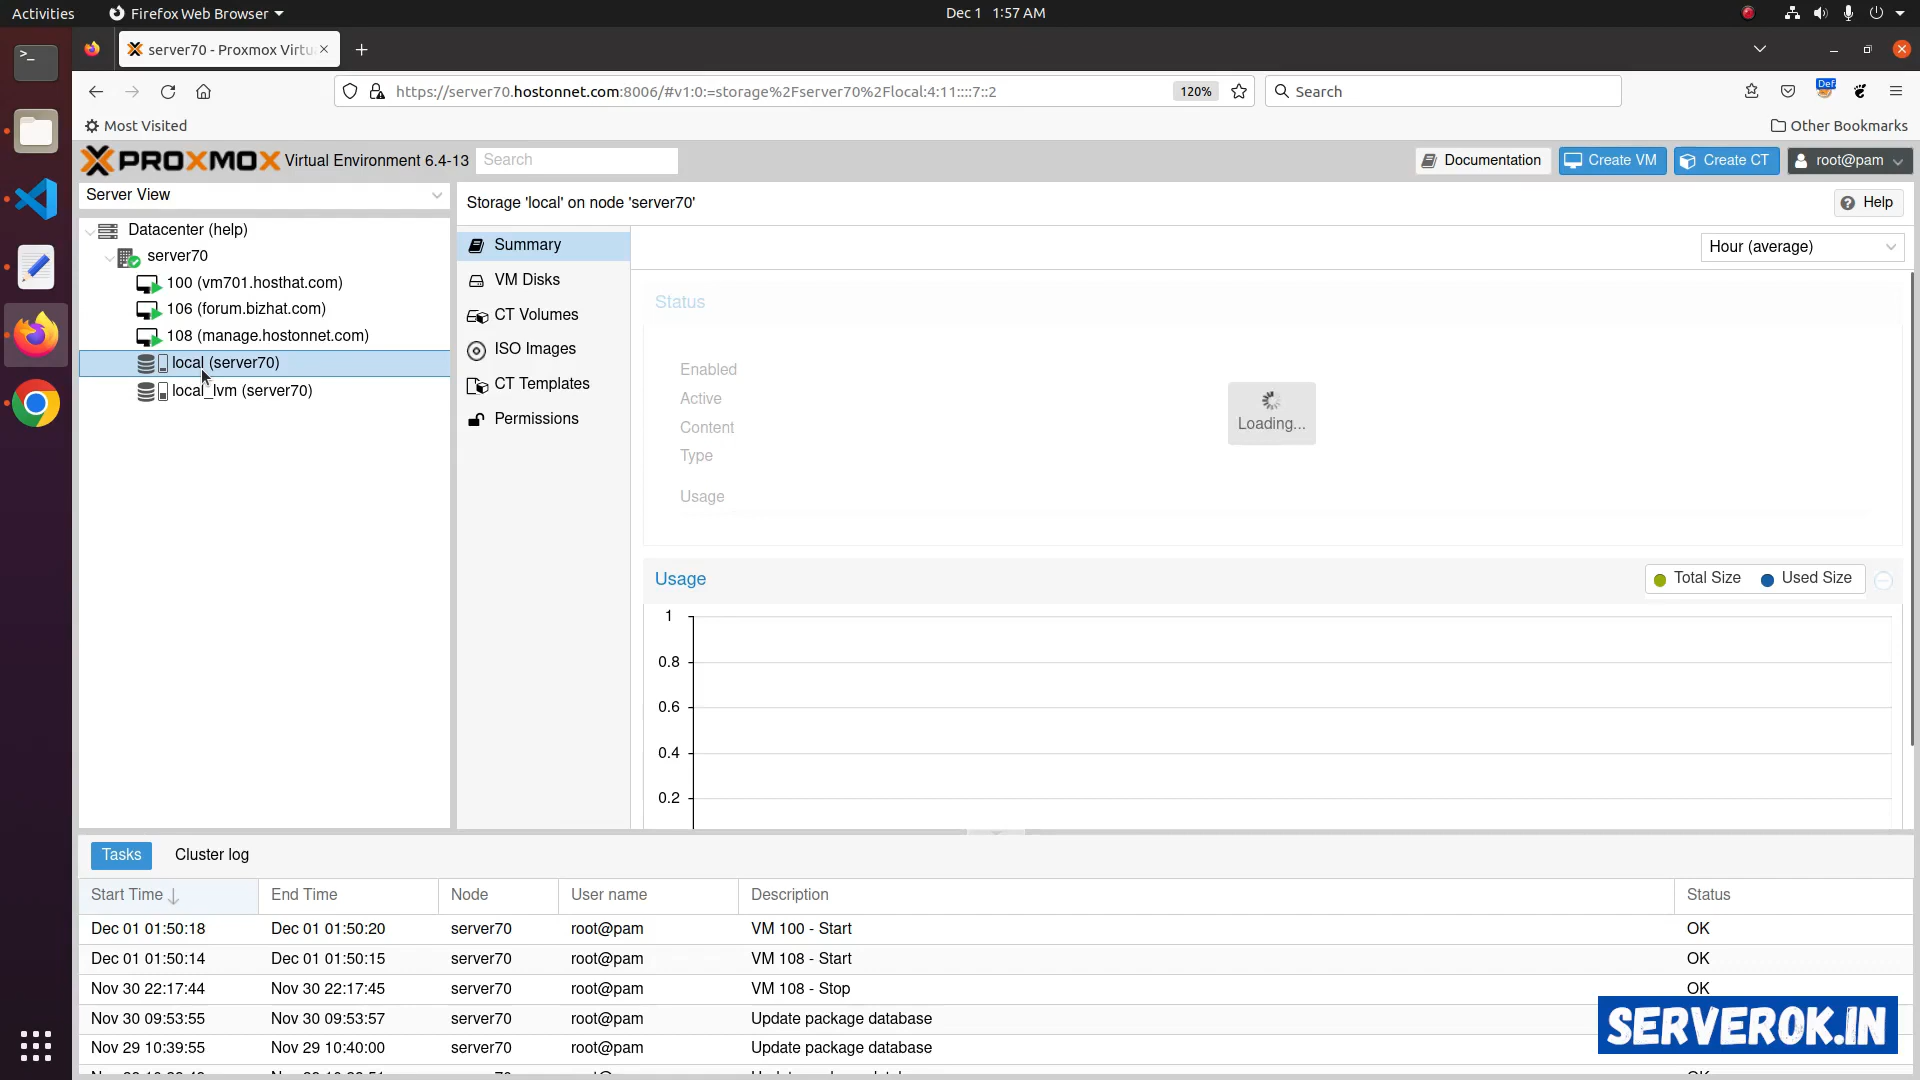 Activities
Firefox Web Browser
Dec 1 1:57 AM
server70 - Proxmox Virtu
https://server70.hostonnet.com:8006/#v1:0:=storage%2Fserver70%2Flocal:4:11::::7::2
120%
Search
Def
Most Visited
Other Bookmarks
PROXMOX Virtual Environment 6.4-13
Search
Documentation
Create VM
Create CT
root@pam
Server View
Storage 'local' on node 'server70'
Help
Datacenter (help)
server70
100 (vm701.hosthat.com)
106 (forum.bizhat.com)
108 (manage.hostonnet.com)
local (server70)
local_lvm (server70)
Summary
VM Disks
CT Volumes
ISO Images
CT Templates
Permissions
Hour (average)
Status
Enabled
Active
Content
Type
Usage
Loading...
Usage
Total Size
Used Size
1
0.8
0.6
0.4
0.2
Tasks
Cluster log
Start Time End Time Node User name Description Status
Dec 01 01:50:18 Dec 01 01:50:20 server70 root@pam VM 100 - Start OK
Dec 01 01:50:14 Dec 01 01:50:15 server70 root@pam VM 108 - Start OK
Nov 30 22:17:44 Nov 30 22:17:45 server70 root@pam VM 108 - Stop OK
Nov 30 09:53:55 Nov 30 09:53:57 server70 root@pam Update package database
Nov 29 10:39:55 Nov 29 10:40:00 server70 root@pam Update package database
SERVEROK.IN